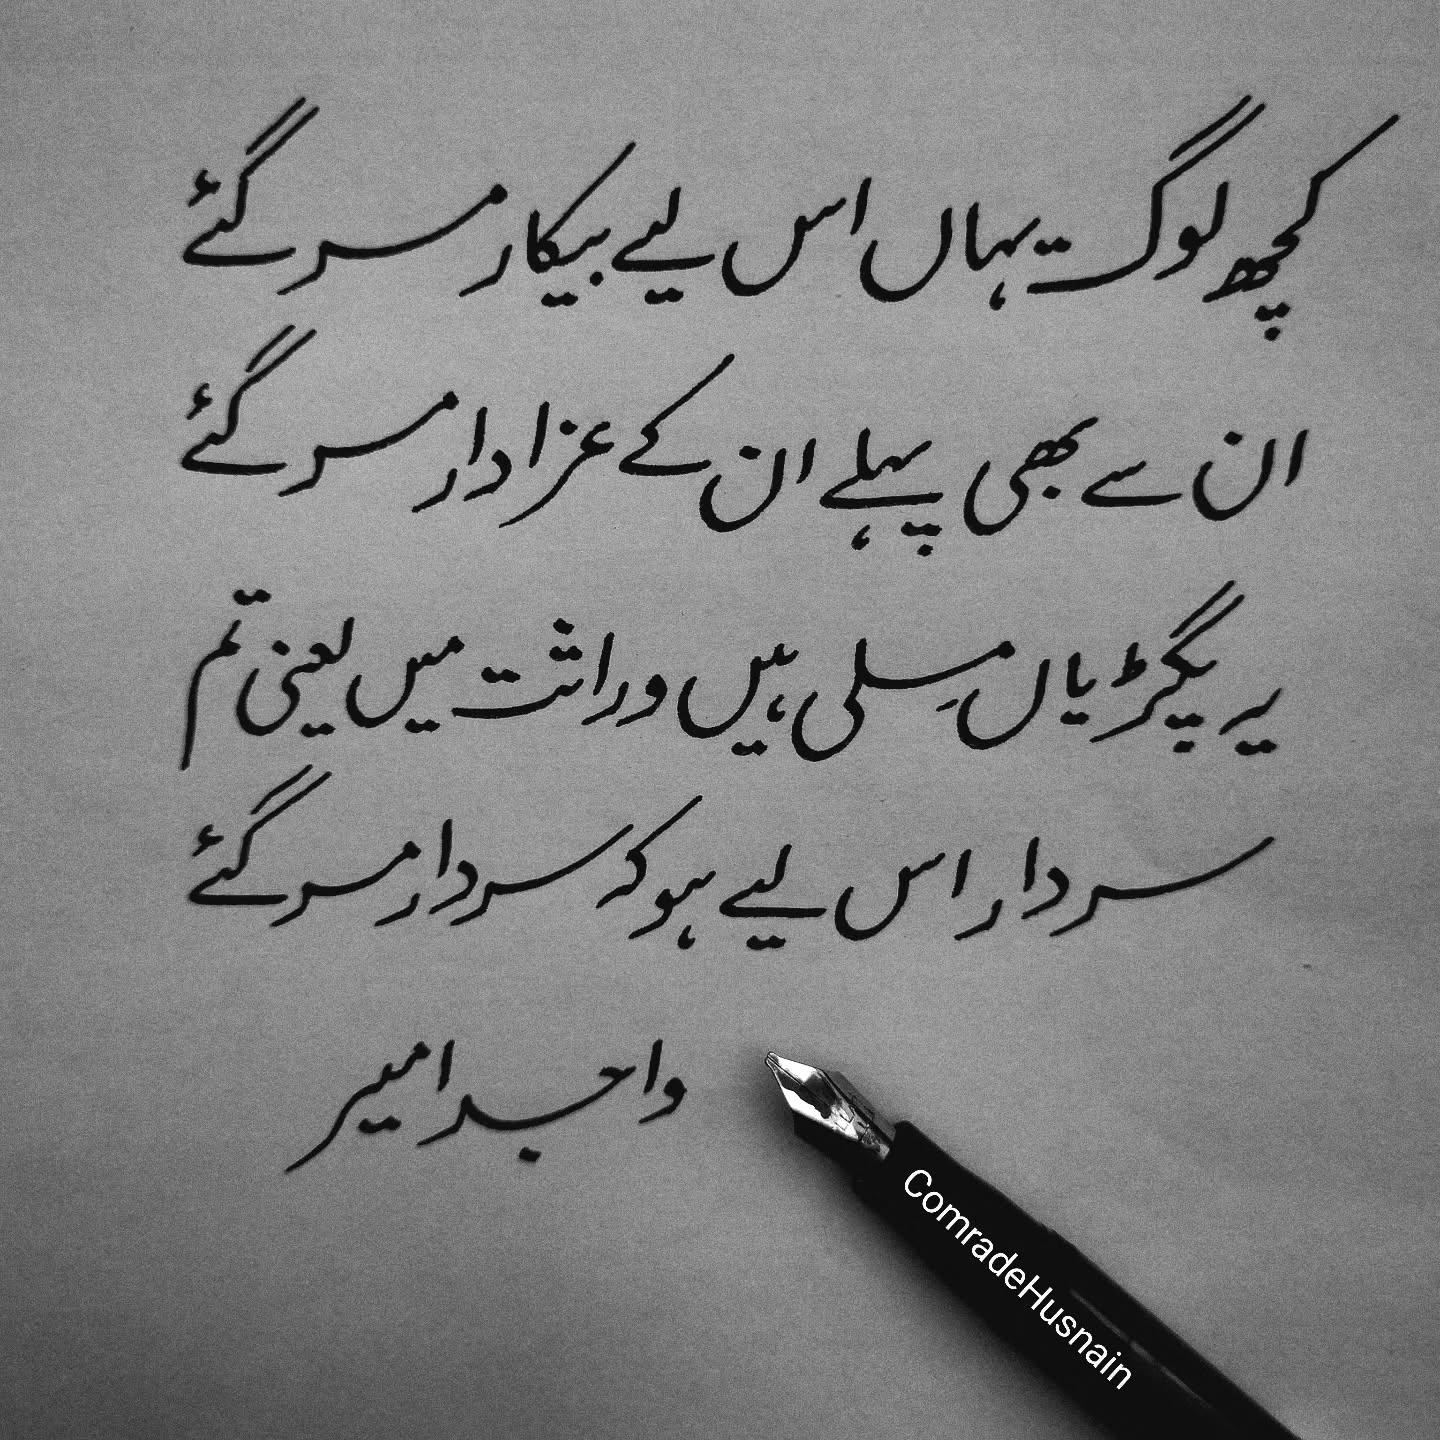 کچھ لوگ یہاں اس لیے بیکار مر گئے
ان سے بھی پہلے ان کے عزادار مر گئے
یہ پگڑیاں مِلی ہیں وراثت میں یعنی تم
سردار اس لیے ہو کہ سردار مر گئے
واجد امیر
ComradeHusnain